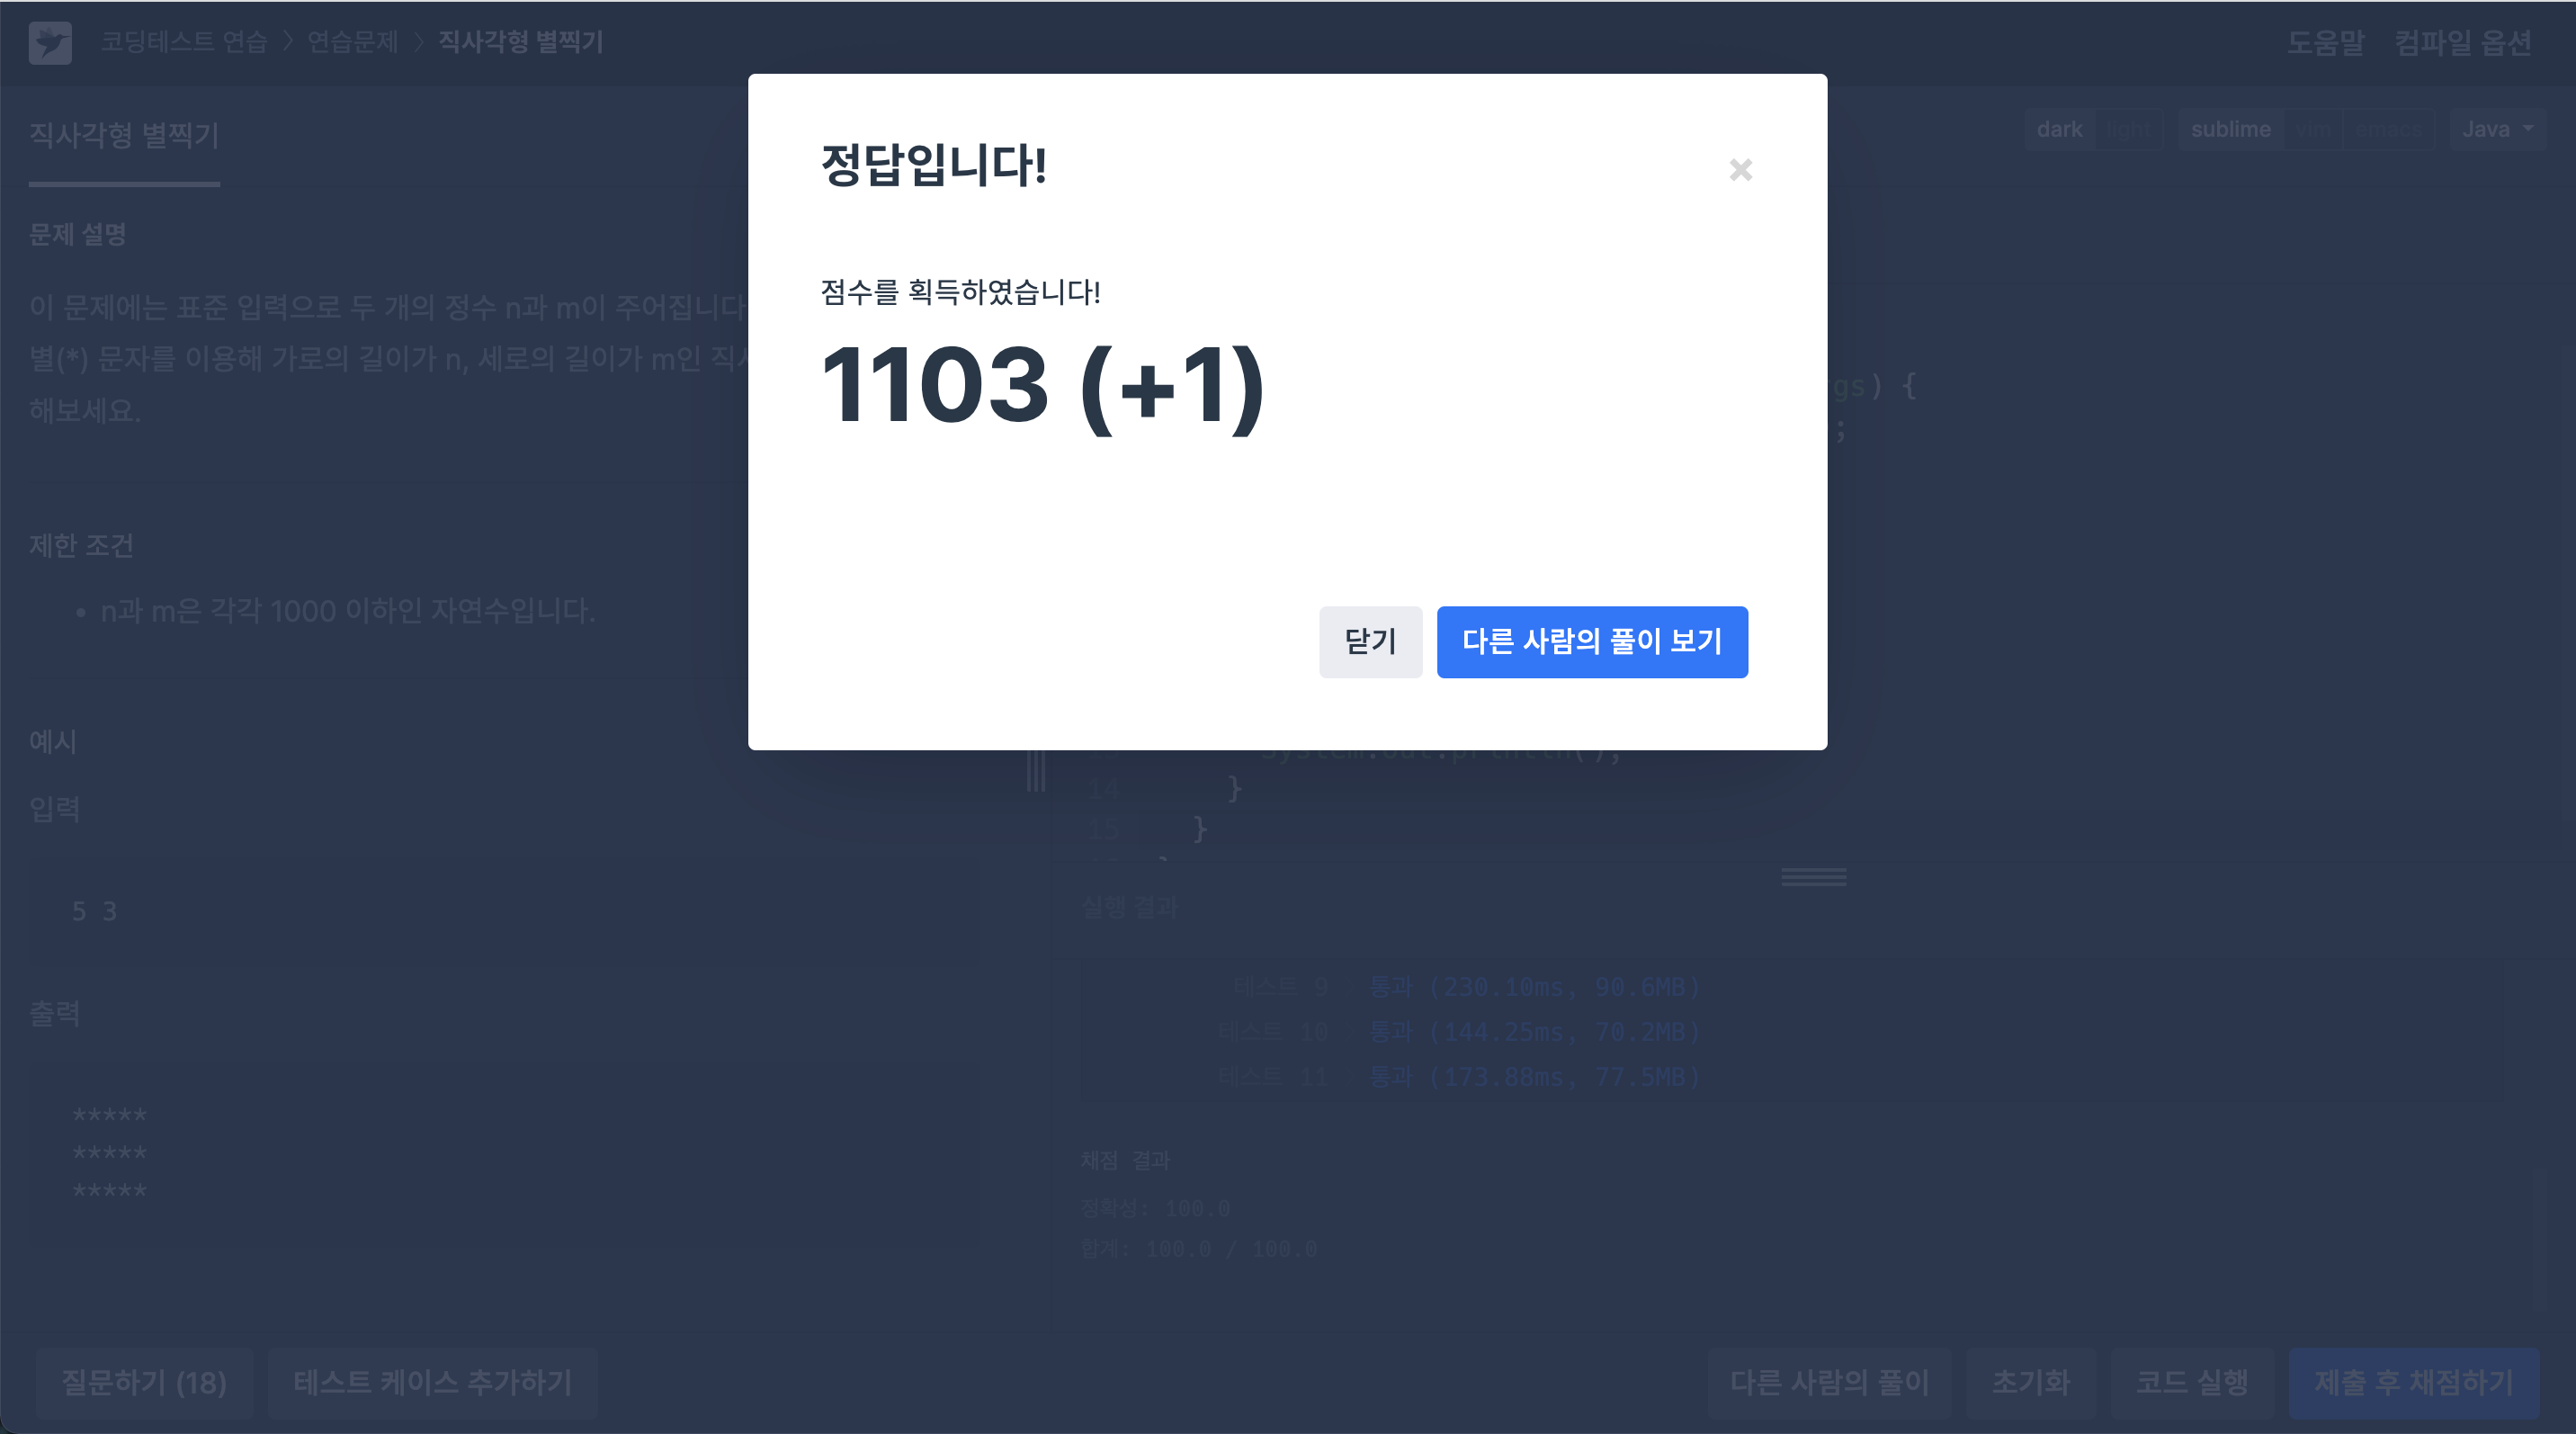 코딩테스트 연습 > 연습문제 > 직사각형 별찍기
도움말 컴파일 옵션
직사각형 별찍기
dark light sublime vim emacs Java
문제 설명
이 문제에는 표준 입력으로 두 개의 정수 n과 m이 주어집니다
별(*) 문자를 이용해 가로의 길이가 n, 세로의 길이가 m인
해보세요.
제한 조건
• n과 m은 각각 1000 이하인 자연수입니다.
예시
입력
5 3
출력
*****
*****
*****
정답입니다!
×
점수를 획득하였습니다!
1103 (+1)
닫기 다른 사람의 풀이 보기
gs) {
;
System.out.println();
14 }
15 }
실행 결과
테스트 9 통과 (230.10ms, 90.6MB)
테스트 10 통과 (144.25ms, 70.2MB)
테스트 11 통과 (173.88ms, 77.5MB)
채점 결과
정확성: 100.0
합계: 100.0 / 100.0
질문하기 (18) 테스트 케이스 추가하기 다른 사람의 풀이 초기화 코드 실행 제출 후 채점하기